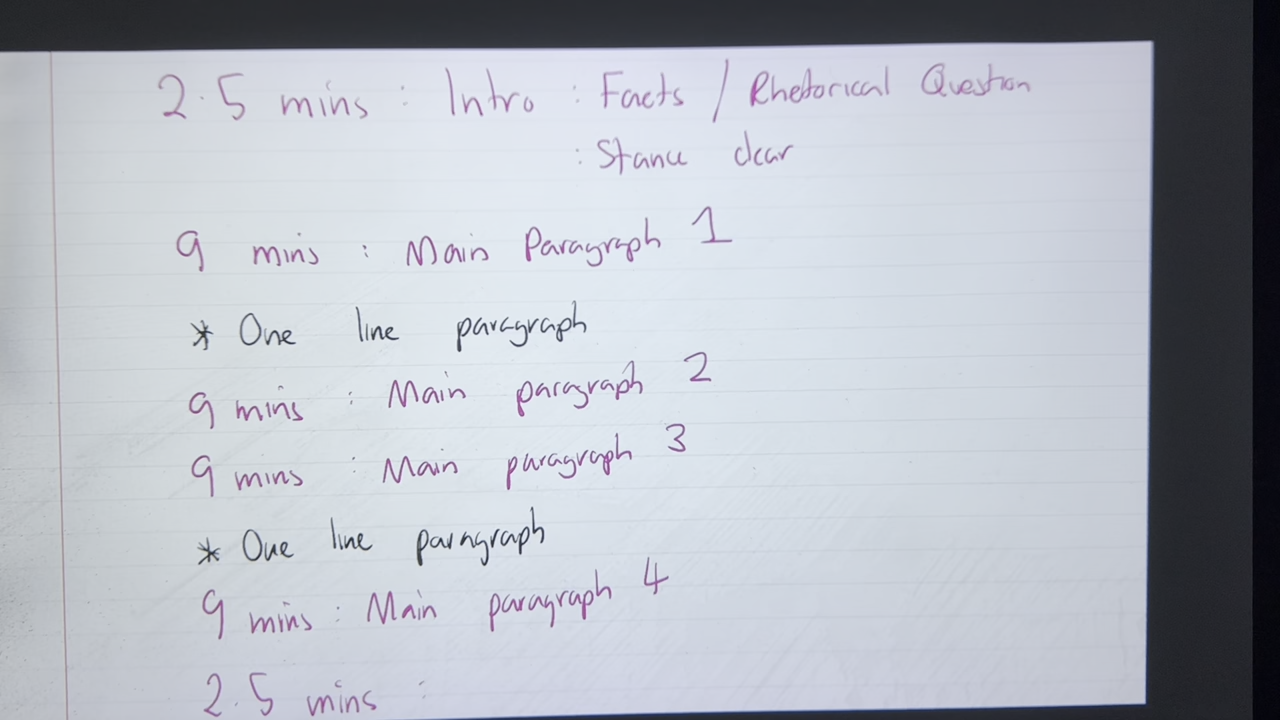 2.5 mins : Intro : Facts / Rhetorical Question
: Stance clear
9 mins : Main Paragraph 1
* One line paragraph
9 mins : Main paragraph 2
9 mins : Main paragraph 3
* One line paragraph
9 mins : Main paragraph 4
2.5 mins :